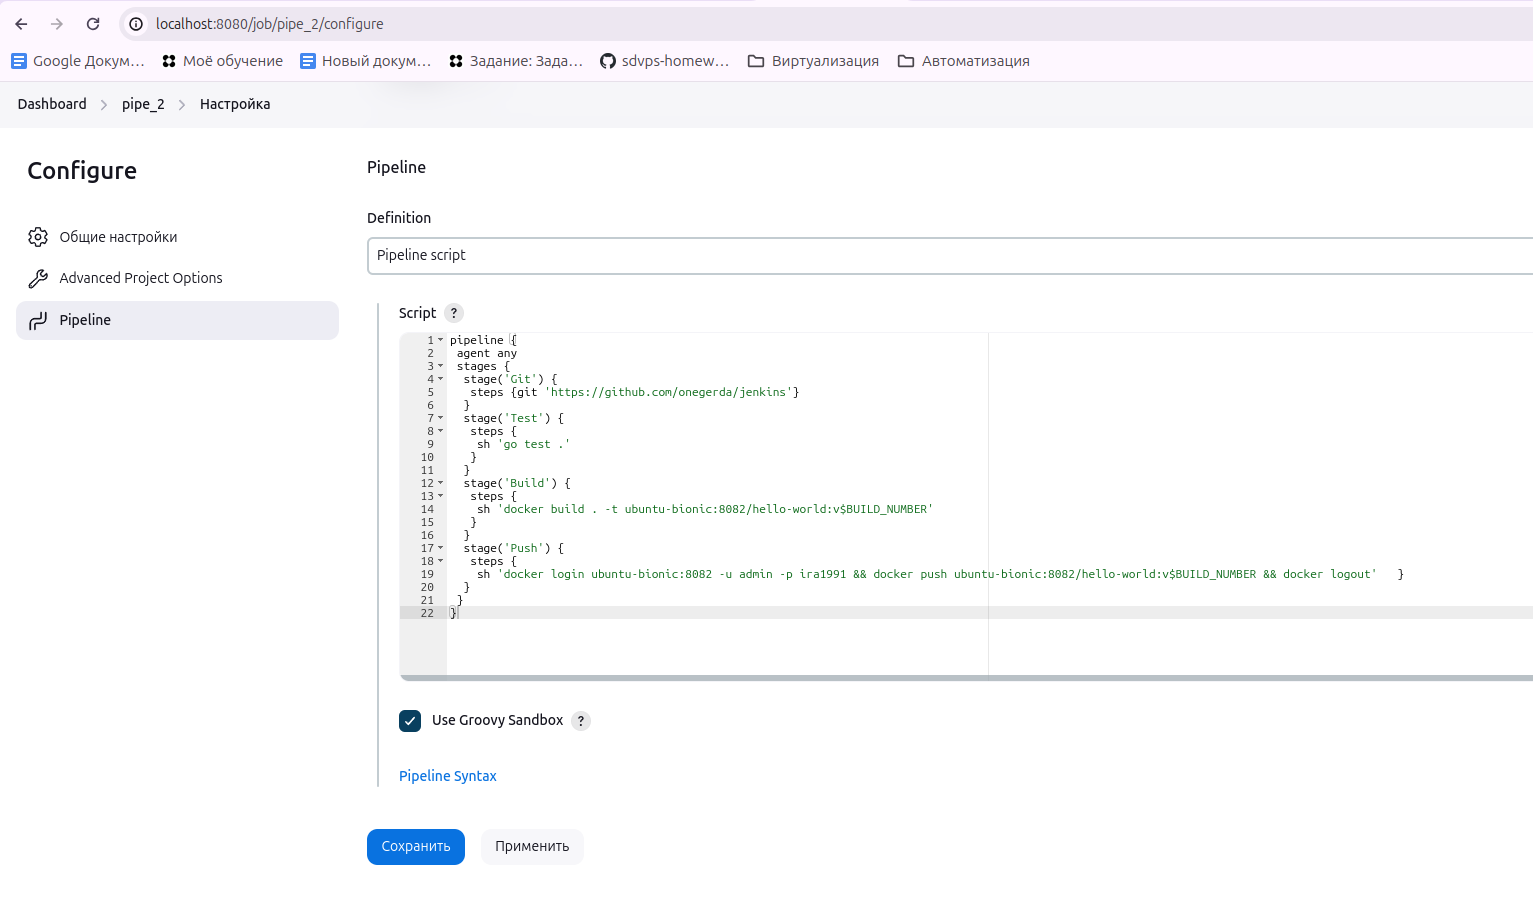 localhost:8080/job/pipe_2/configure
Google Докум... Моё обучение Новый докум... Задание: Зада... sdvps-homew... Виртуализация Автоматизация
Dashboard pipe_2 Настройка
Configure
Общие настройки
Advanced Project Options
Pipeline
Pipeline
Definition
Pipeline script
Script ?
1 pipeline {
2 agent any
3 stages {
4 stage('Git') {
5 steps {git 'https://github.com/onegerda/jenkins'}
6 }
7 stage('Test') {
8 steps {
9 sh 'go test .'
10 }
11 }
12 stage('Build') {
13 steps {
14 sh 'docker build . -t ubuntu-bionic:8082/hello-world:v$BUILD_NUMBER'
15 }
16 }
17 stage('Push') {
18 steps {
19 sh 'docker login ubuntu-bionic:8082 -u admin -p ira1991 && docker push ubuntu-bionic:8082/hello-world:v$BUILD_NUMBER && docker logout' }
20 }
21 }
22 }
Use Groovy Sandbox ?
Pipeline Syntax
Сохранить Применить